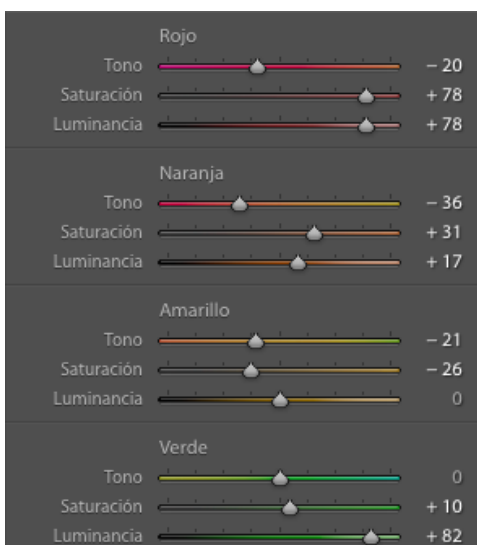 Rojo
Tono − 20
Saturación + 78
Luminancia + 78
Naranja
Tono − 36
Saturación + 31
Luminancia + 17
Amarillo
Tono − 21
Saturación − 26
Luminancia 0
Verde
Tono 0
Saturación + 10
Luminancia + 82